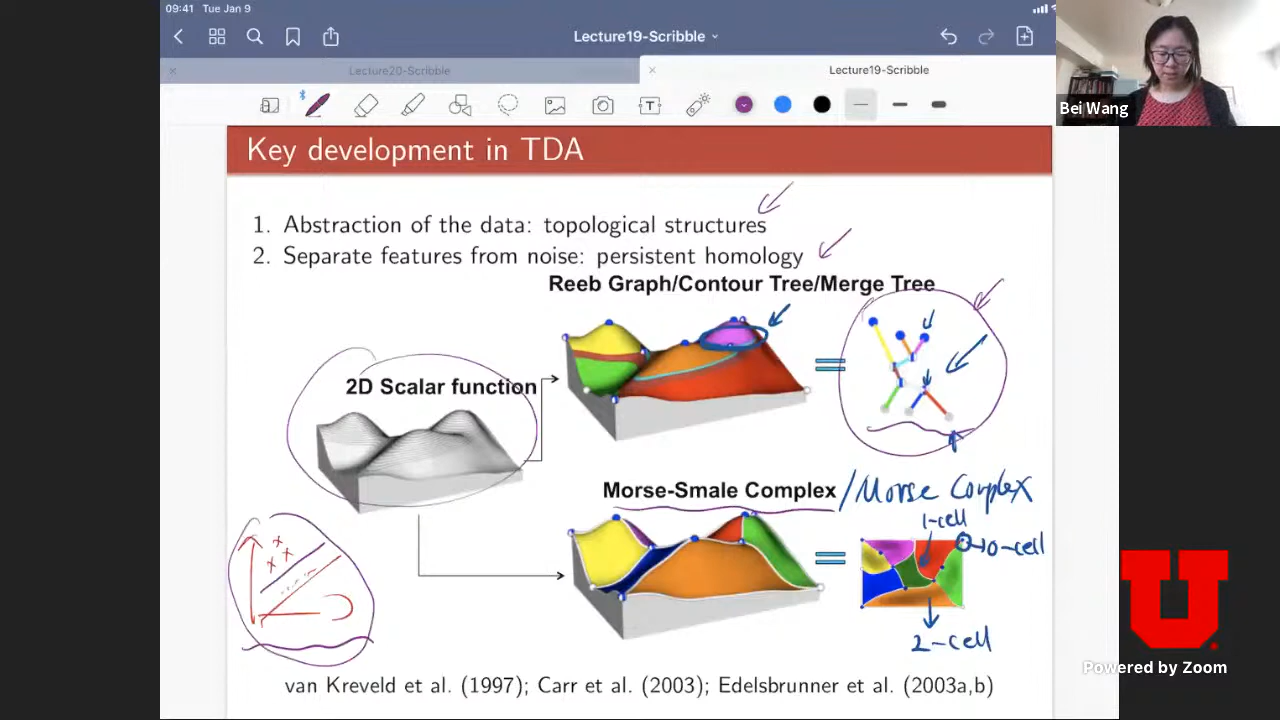 09:41 Tue Jan 9
Lecture19-Scribble
Lecture20-Scribble
Lecture19-Scribble
Bei Wang
Key development in TDA
1. Abstraction of the data: topological structures
2. Separate features from noise: persistent homology
Reeb Graph/Contour Tree/Merge Tree
2D Scalar function
Morse-Smale Complex /Morse Complex
1-cell
0-cell
2-cell
van Kreveld et al. (1997); Carr et al. (2003); Edelsbrunner et al. (2003a,b)
U
Powered by Zoom